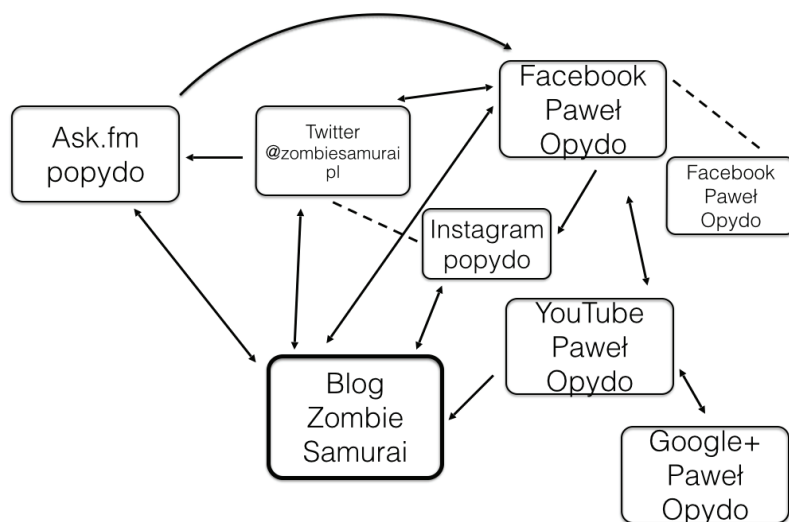 Facebook
Paweł
Opydo
Ask.fm
popydo
Twitter
@zombiesamurai
pl
Facebook
Paweł
Opydo
Instagram
popydo
YouTube
Paweł
Opydo
Blog
Zombie
Samurai
Google+
Paweł
Opydo